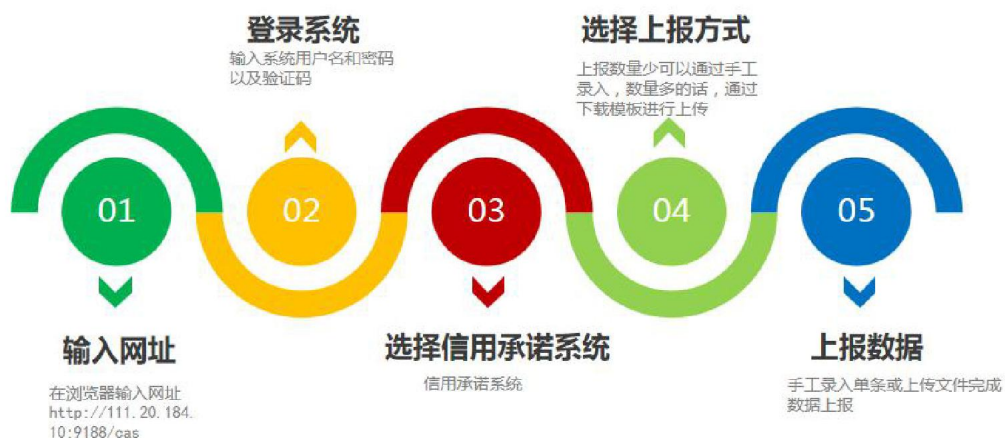 登录系统
输入系统用户名和密码
以及验证码
选择上报方式
上报数量少可以通过手工
录入，数量多的话，通过
下载模板进行上传
01
02
03
04
05
输入网址
在浏览器输入网址
http://111.20.184.
10:9188/cas
选择信用承诺系统
信用承诺系统
上报数据
手工录入单条或上传文件完成
数据上报